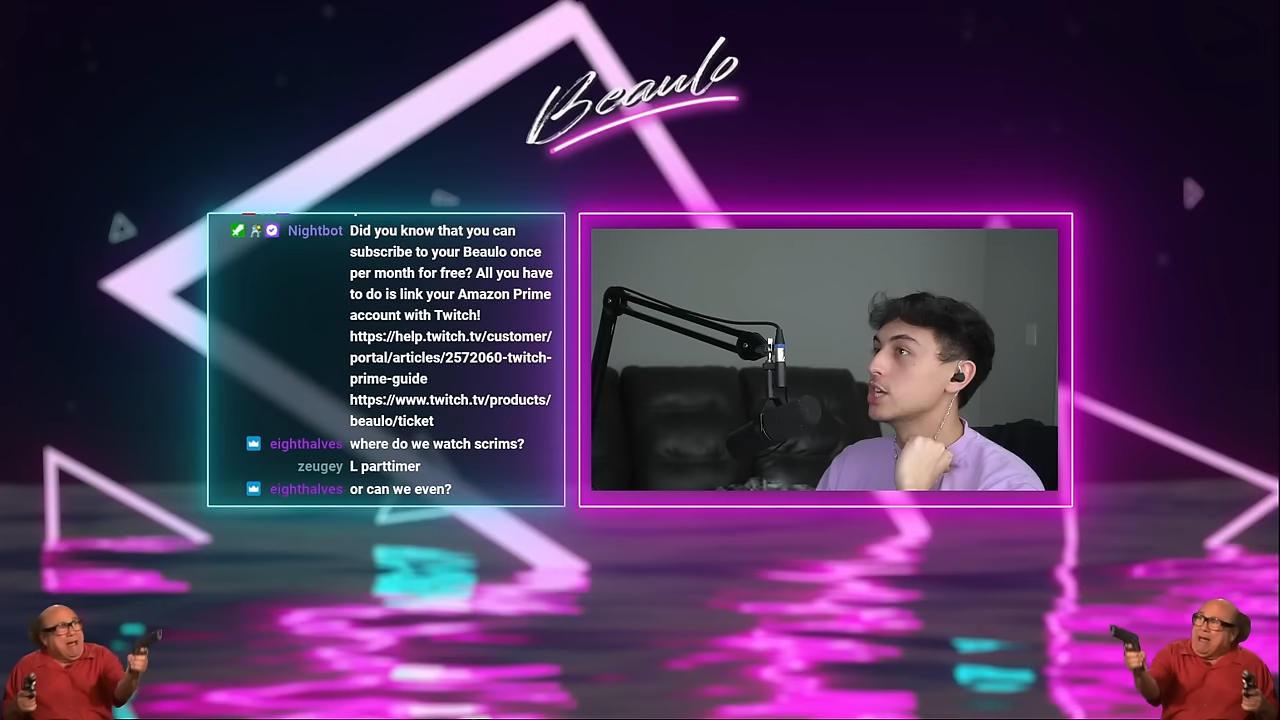 Beaulo
Nightbot Did you know that you can
subscribe to your Beaulo once
per month for free? All you have
to do is link your Amazon Prime
account with Twitch!
https://help.twitch.tv/customer/
portal/articles/2572060-twitch-
prime-guide
https://www.twitch.tv/products/
beaulo/ticket
eighthalves where do we watch scrims?
zeugey L parttimer
eighthalves or can we even?